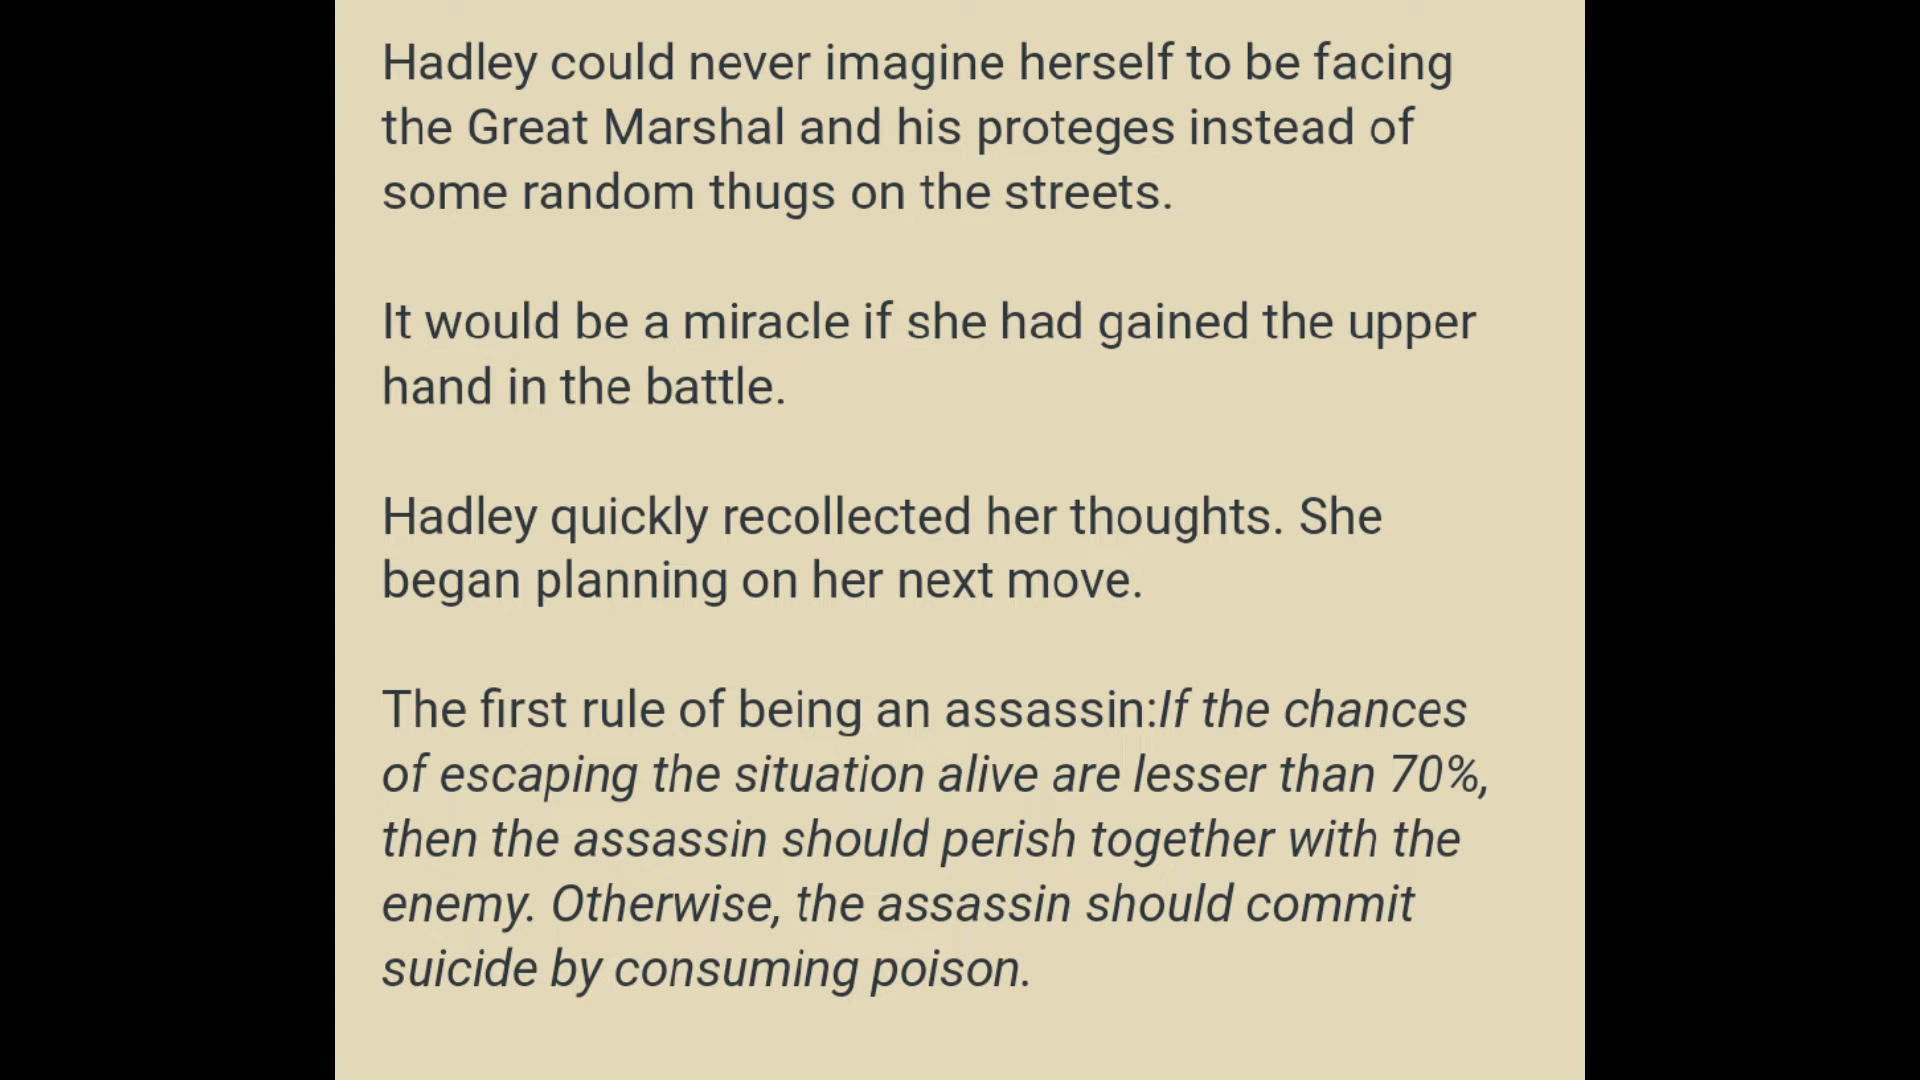 Hadley could never imagine herself to be facing
the Great Marshal and his proteges instead of
some random thugs on the streets.
It would be a miracle if she had gained the upper
hand in the battle.
Hadley quickly recollected her thoughts. She
began planning on her next move.
The first rule of being an assassin:If the chances
of escaping the situation alive are lesser than 70%,
then the assassin should perish together with the
enemy. Otherwise, the assassin should commit
suicide by consuming poison.